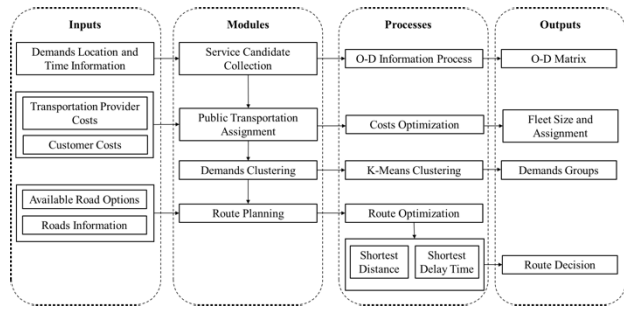 Inputs
Modules
Processes
Outputs
Demands Location and
Time Information
Service Candidate
Collection
O-D Information Process
O-D Matrix
Transportation Provider
Costs
Customer Costs
Public Transportation
Assignment
Costs Optimization
Fleet Size and
Assignment
Demands Clustering
K-Means Clustering
Demands Groups
Available Road Options
Roads Information
Route Planning
Route Optimization
Shortest
Distance
Shortest
Delay Time
Route Decision